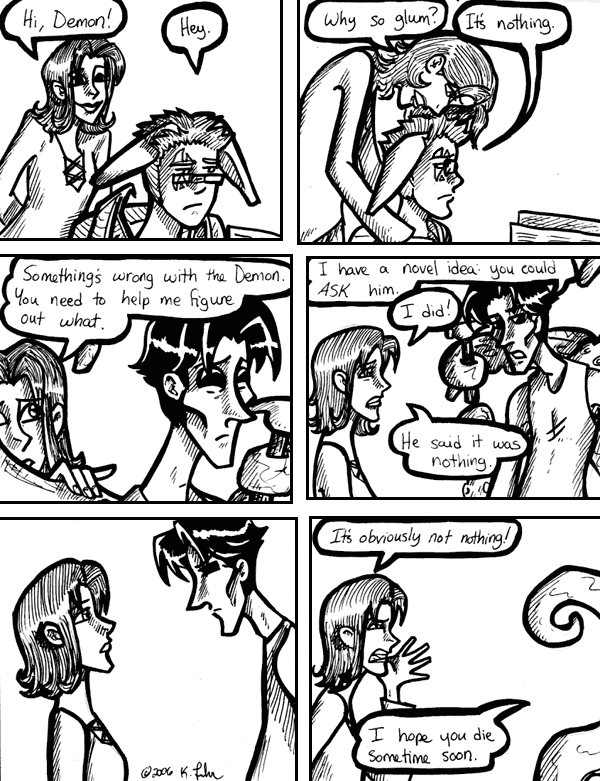 Hi, Demon!
Hey.
Why so glum?
It's nothing.
Something's wrong with the Demon.
You need to help me figure
out what.
I have a novel idea: you could
ASK him.
I did!
He said it was
nothing.
It's obviously not nothing!
I hope you die
sometime soon.
©2006 K.